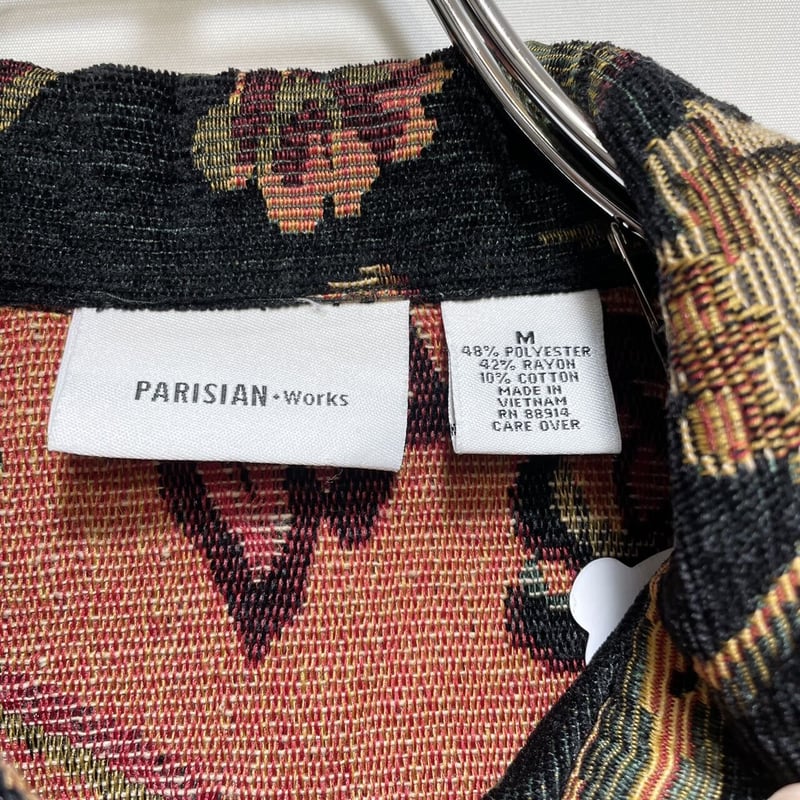 PARISIAN • Works
M
48% POLYESTER
42% RAYON
10% COTTON
MADE IN
VIETNAM
RN 88914
CARE OVER